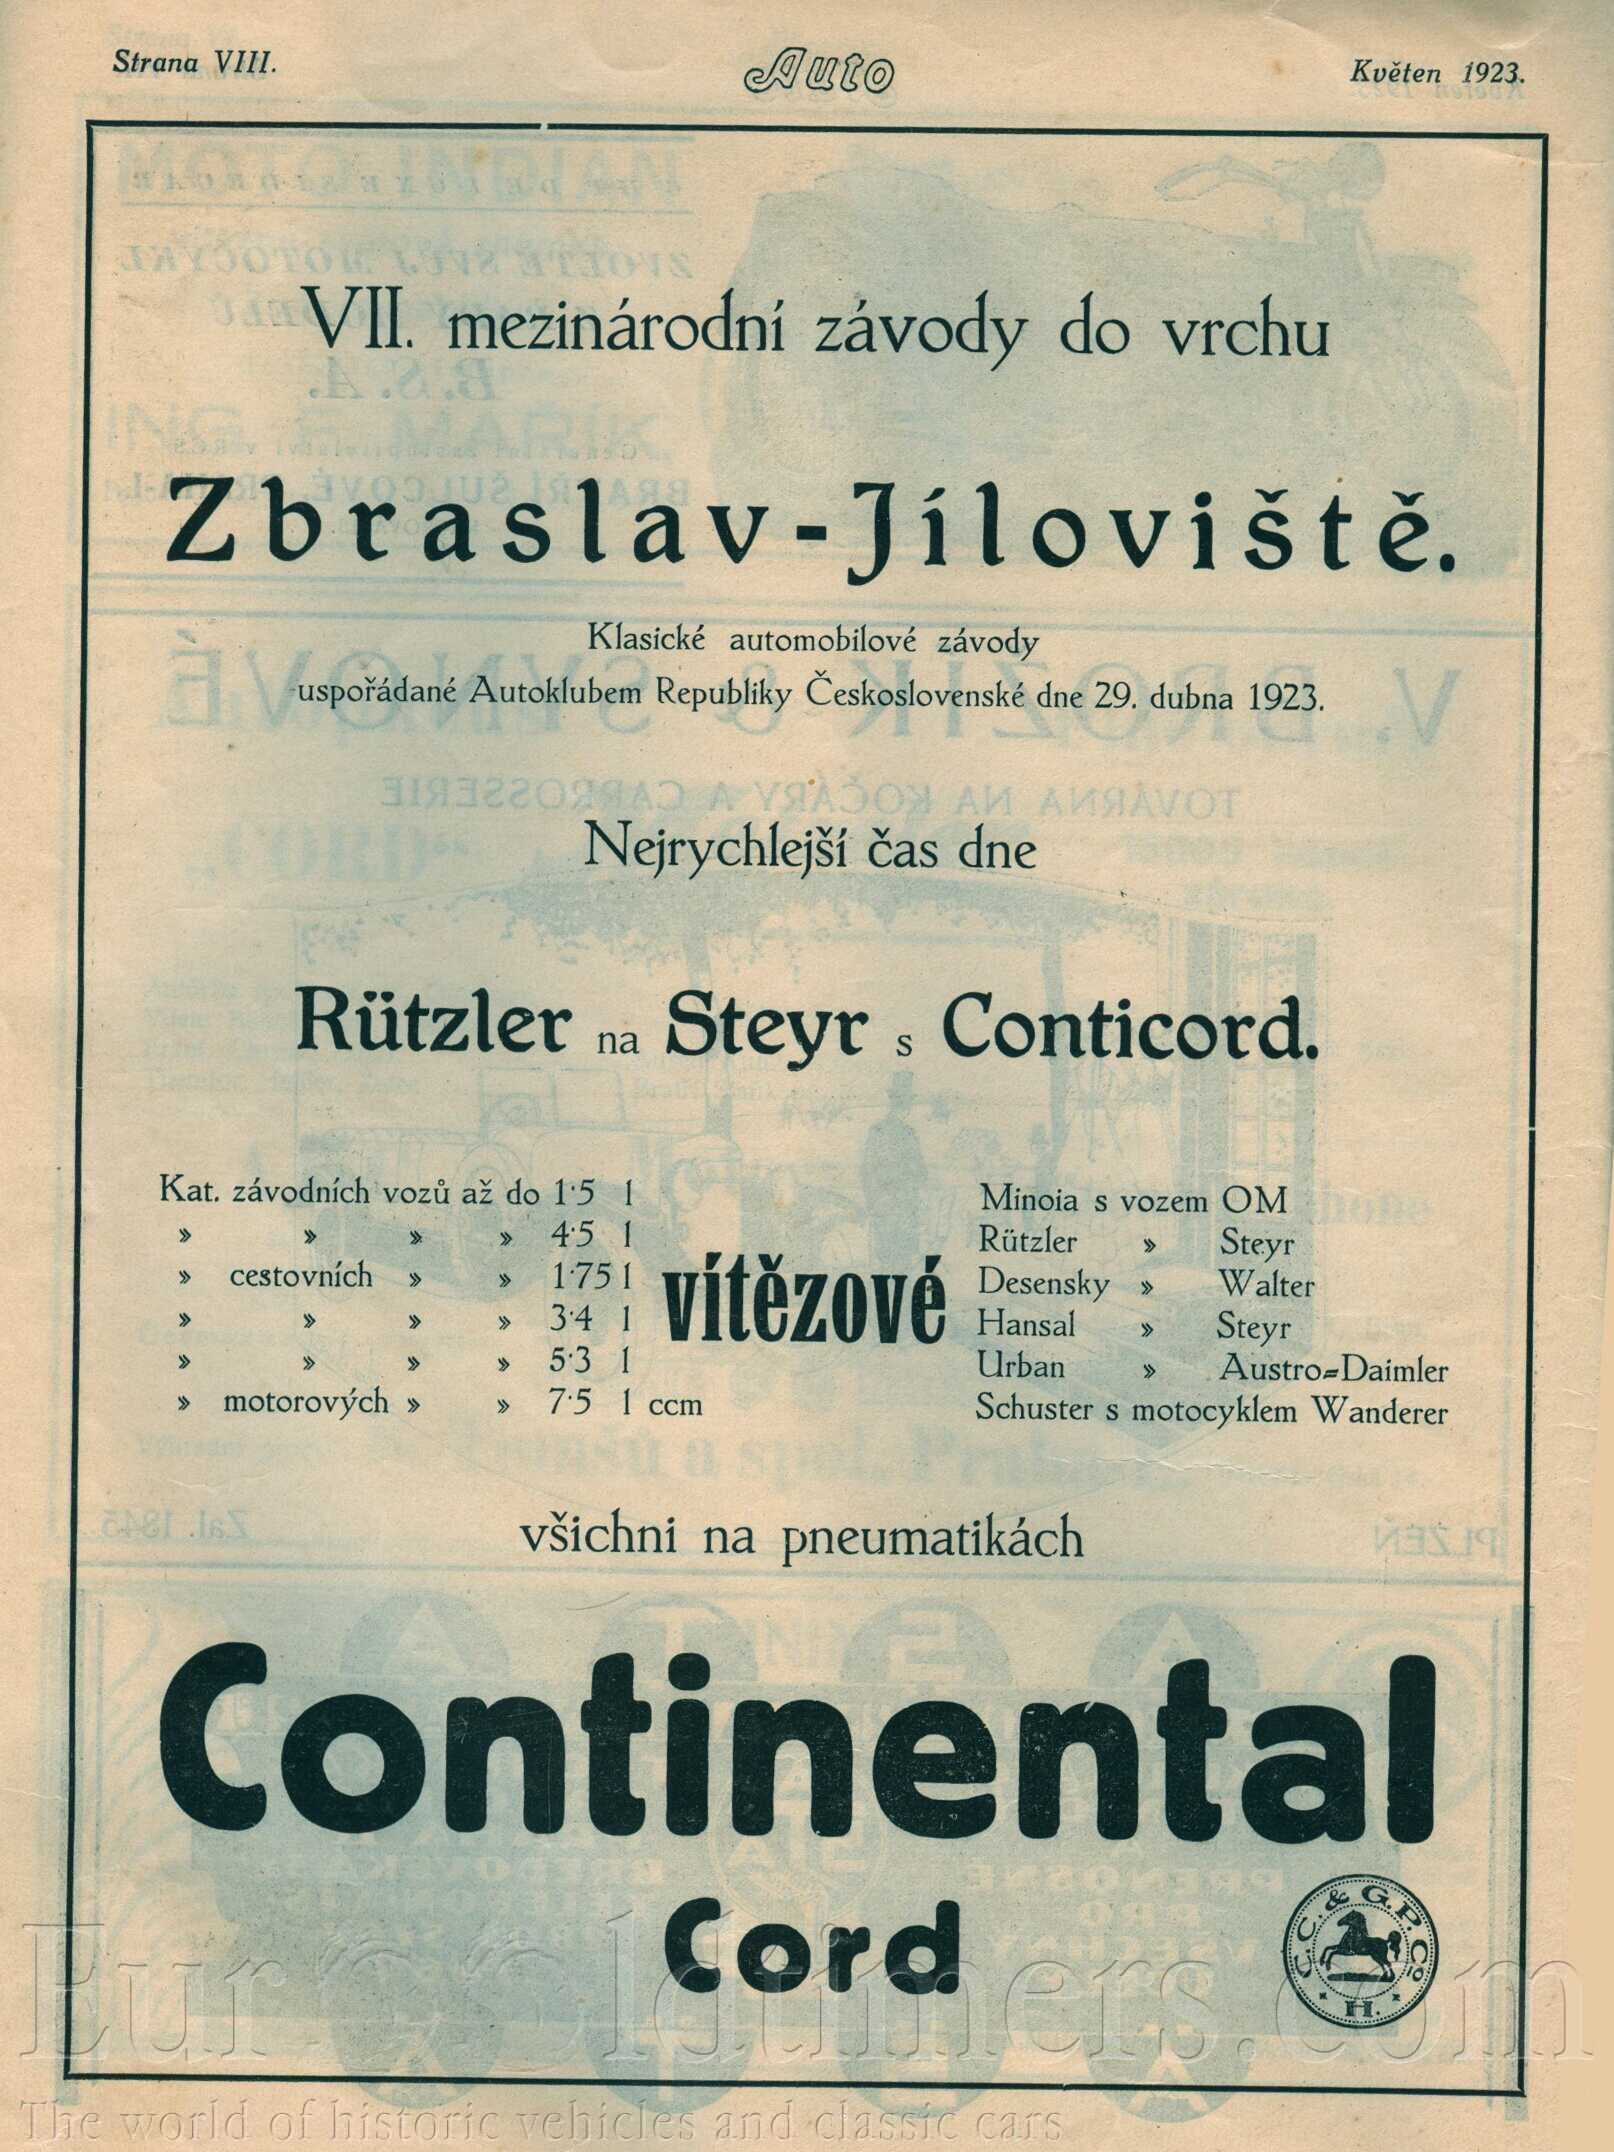 Strana VIII.
Auto
Květen 1923.
VII. mezinárodní závody do vrchu
Zbraslav-Jíloviště.
Klasické automobilové závody
uspořádané Autoklubem Republiky Československé dne 29. dubna 1923.
Nejrychlejší čas dne
Rützler na Steyr s Conticord.
Kat. závodních vozů až do 1·5 l
» » » » 4·5 l
» cestovních » » 1·75 l
» » » » 3·4 l
» » » » 5·3 l
» motorových » » 7·5 l ccm
vítězové
Minoia s vozem OM
Rützler » Steyr
Desensky » Walter
Hansal » Steyr
Urban » Austro=Daimler
Schuster s motocyklem Wanderer
všichni na pneumatikách
Continental
Cord
C. C. & G. P. Co.
H.
EuroOldtimers.com
The world of historic vehicles and classic cars